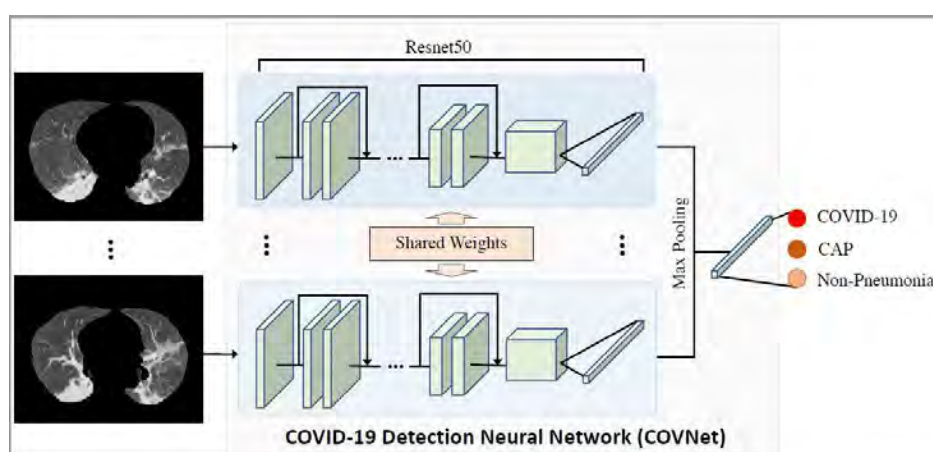 Resnet50
Shared Weights
Max Pooling
COVID-19
CAP
Non-Pneumonia
COVID-19 Detection Neural Network (COVNet)